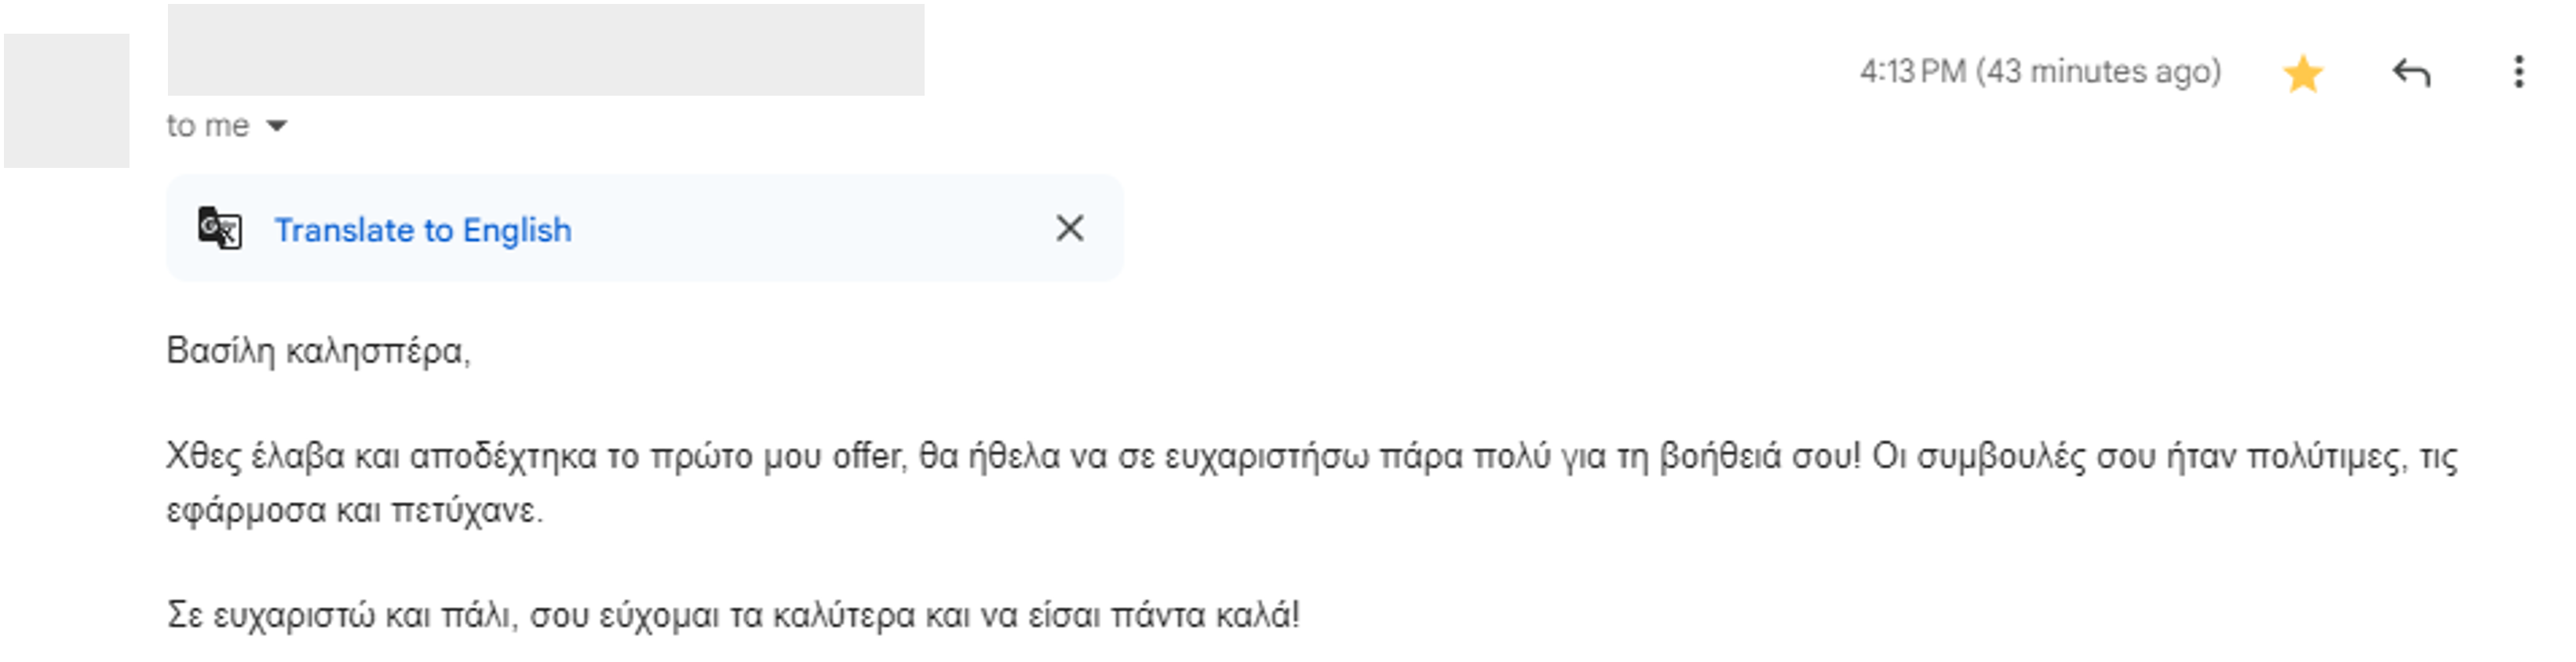 4:13 PM (43 minutes ago)
to me
Translate to English
Βασίλη καλησπέρα,
Χθες έλαβα και αποδέχτηκα το πρώτο μου offer, θα ήθελα να σε ευχαριστήσω πάρα πολύ για τη βοήθειά σου! Οι συμβουλές σου ήταν πολύτιμες, τις
εφάρμοσα και πετύχανε.
Σε ευχαριστώ και πάλι, σου εύχομαι τα καλύτερα και να είσαι πάντα καλά!